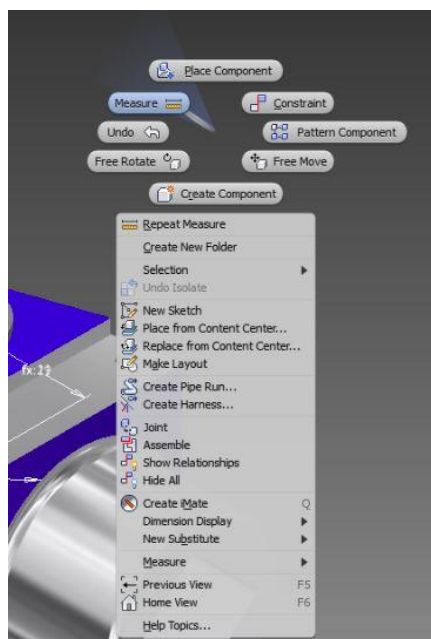 Place Component
Measure
Constraint
Undo
Pattern Component
Free Rotate
Free Move
Create Component
Repeat Measure
Create New Folder
Selection
Undo Isolate
New Sketch
Place from Content Center...
Replace from Content Center...
Make Layout
Create Pipe Run...
Create Harness...
Joint
Assemble
Show Relationships
Hide All
Create iMate Q
Dimension Display
New Substitute
Measure
Previous View F5
Home View F6
Help Topics...